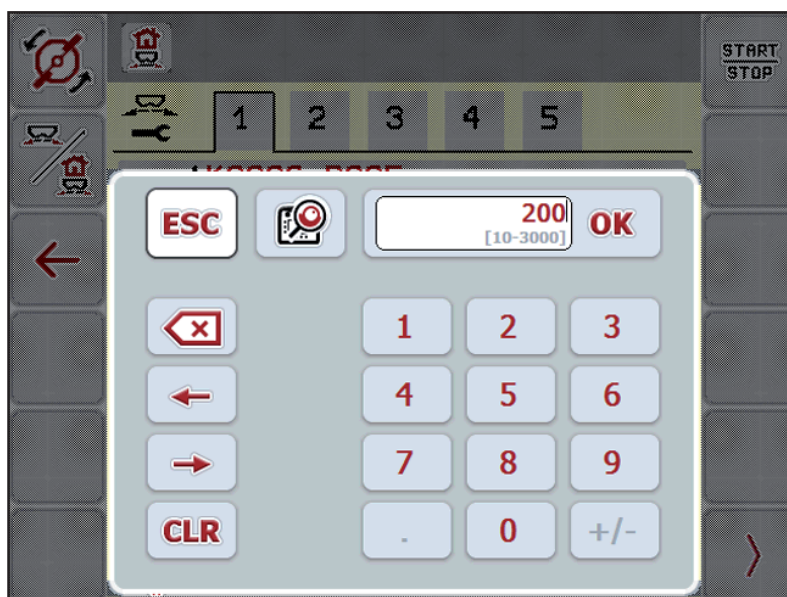 START
STOP
1 2 3 4 5
ESC 200 OK
[10-3000]
1 2 3
4 5 6
7 8 9
CLR . 0 +/-